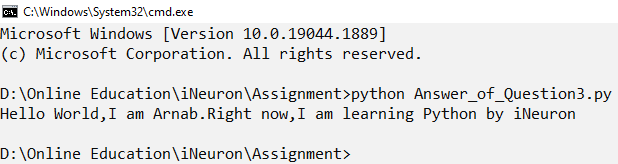 C:\Windows\System32\cmd.exe
Microsoft Windows [Version 10.0.19044.1889]
(c) Microsoft Corporation. All rights reserved.
D:\Online Education\iNeuron\Assignment>python Answer_of_Question3.py
Hello World,I am Arnab.Right now,I am learning Python by iNeuron
D:\Online Education\iNeuron\Assignment>